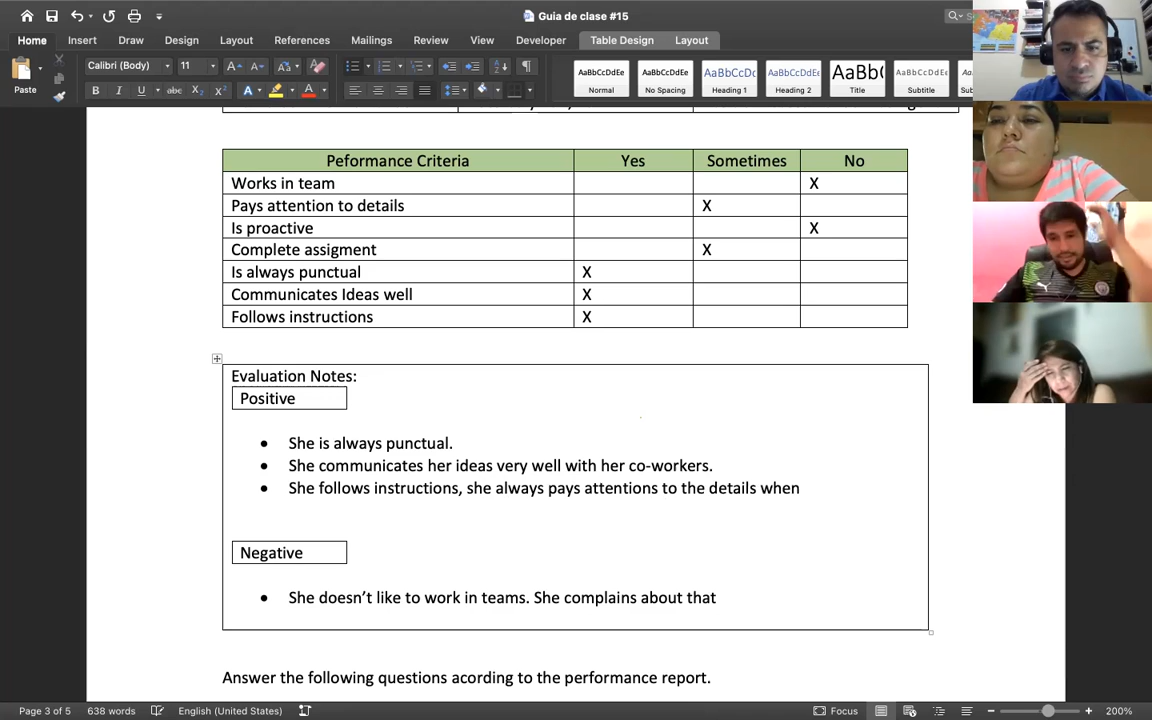 Guia de clase #15
Home Insert Draw Design Layout References Mailings Review View Developer Table Design Layout
Paste
Calibri (Body) 11
AaBbCcDdEe AaBbCcDdEe AaBbCcDc AaBbCcDdEe AaBb( AaBbCcDdEe
Normal No Spacing Heading 1 Heading 2 Title Subtitle
Peformance Criteria Yes Sometimes No
Works in team X
Pays attention to details X
Is proactive X
Complete assigment X
Is always punctual X
Communicates Ideas well X
Follows instructions X
Evaluation Notes:
Positive
• She is always punctual.
• She communicates her ideas very well with her co-workers.
• She follows instructions, she always pays attentions to the details when
Negative
• She doesn’t like to work in teams. She complains about that
Answer the following questions acording to the performance report.
Page 3 of 5 638 words English (United States) Focus 200%